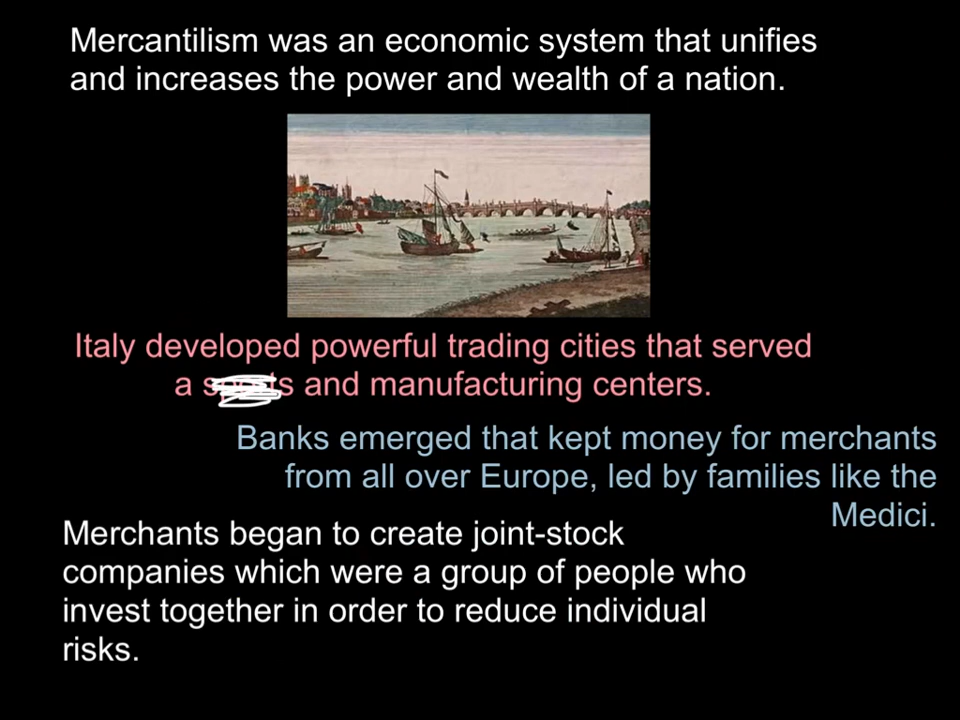 Mercantilism was an economic system that unifies
and increases the power and wealth of a nation.
Italy developed powerful trading cities that served
a and manufacturing centers.
Banks emerged that kept money for merchants
from all over Europe, led by families like the
Medici.
Merchants began to create joint-stock
companies which were a group of people who
invest together in order to reduce individual
risks.